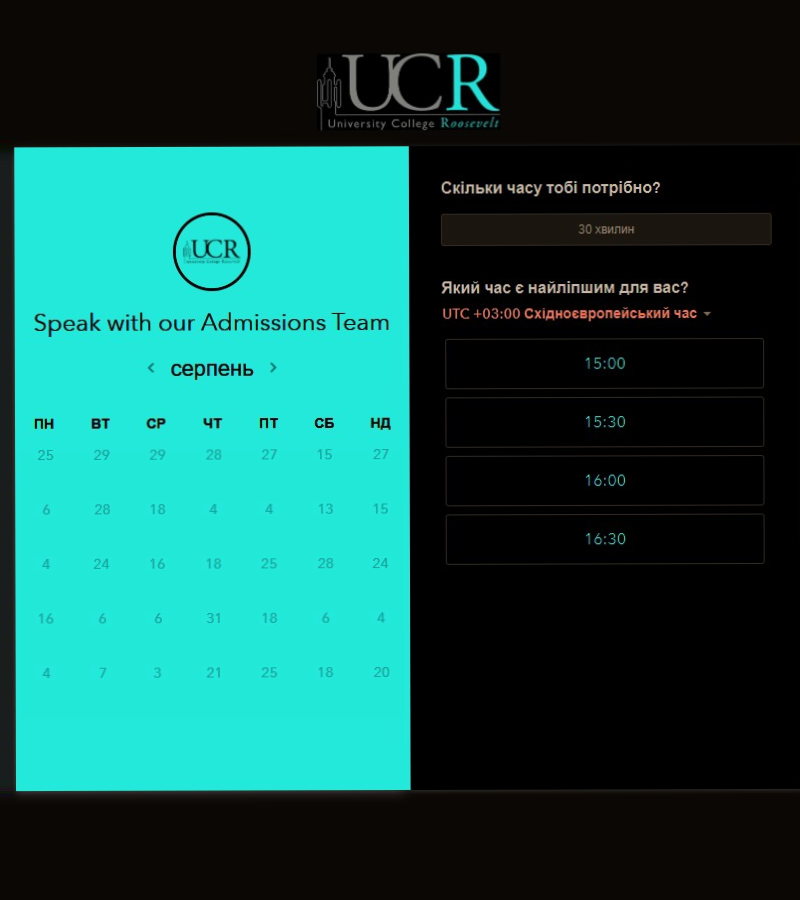 UCR
University College Roosevelt
UCR
University College Roosevelt
Speak with our Admissions Team
серпень
ПН ВТ СР ЧТ ПТ СБ НД
25 29 29 28 27 15 27
6 28 18 4 4 13 15
4 24 16 18 25 28 24
16 6 6 31 18 6 4
4 7 3 21 25 18 20
Скільки часу тобі потрібно?
30 хвилин
Який час є найліпшим для вас?
UTC +03:00 Східноєвропейський час
15:00
15:30
16:00
16:30